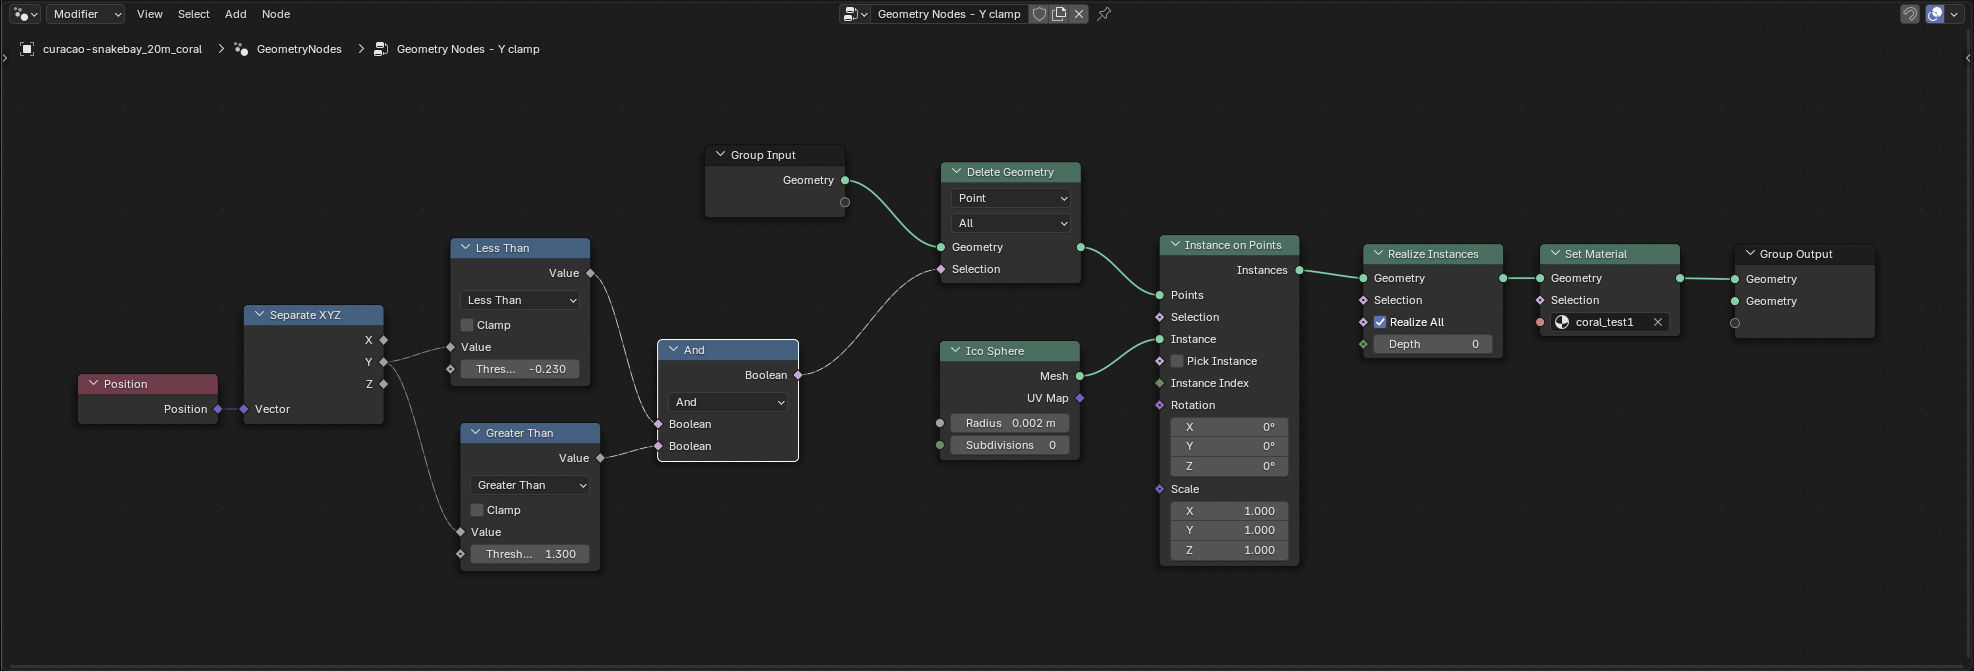 Modifier View Select Add Node
Geometry Nodes - Y clamp
curacao-snakebay_20m_coral > GeometryNodes > Geometry Nodes - Y clamp
Position
Position
Separate XYZ
X
Y
Z
Vector
Less Than
Value
Less Than
Clamp
Value
Thres... -0.230
Greater Than
Value
Greater Than
Clamp
Value
Thresh... 1.300
Group Input
Geometry
And
Boolean
And
Boolean
Boolean
Delete Geometry
Point
All
Geometry
Selection
Ico Sphere
Mesh
UV Map
Radius 0.002 m
Subdivisions 0
Instance on Points
Instances
Points
Selection
Instance
Pick Instance
Instance Index
Rotation
X 0°
Y 0°
Z 0°
Scale
X 1.000
Y 1.000
Z 1.000
Realize Instances
Geometry
Selection
Realize All
Depth 0
Set Material
Geometry
Selection
coral_test1
Group Output
Geometry
Geometry